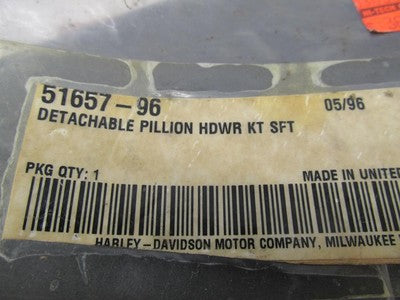 51657-96 05/96
DETACHABLE PILLION HDWR KT SFT
PKG QTY: 1 MADE IN UNITE
HARLEY-DAVIDSON MOTOR COMPANY, MILWAUKEE